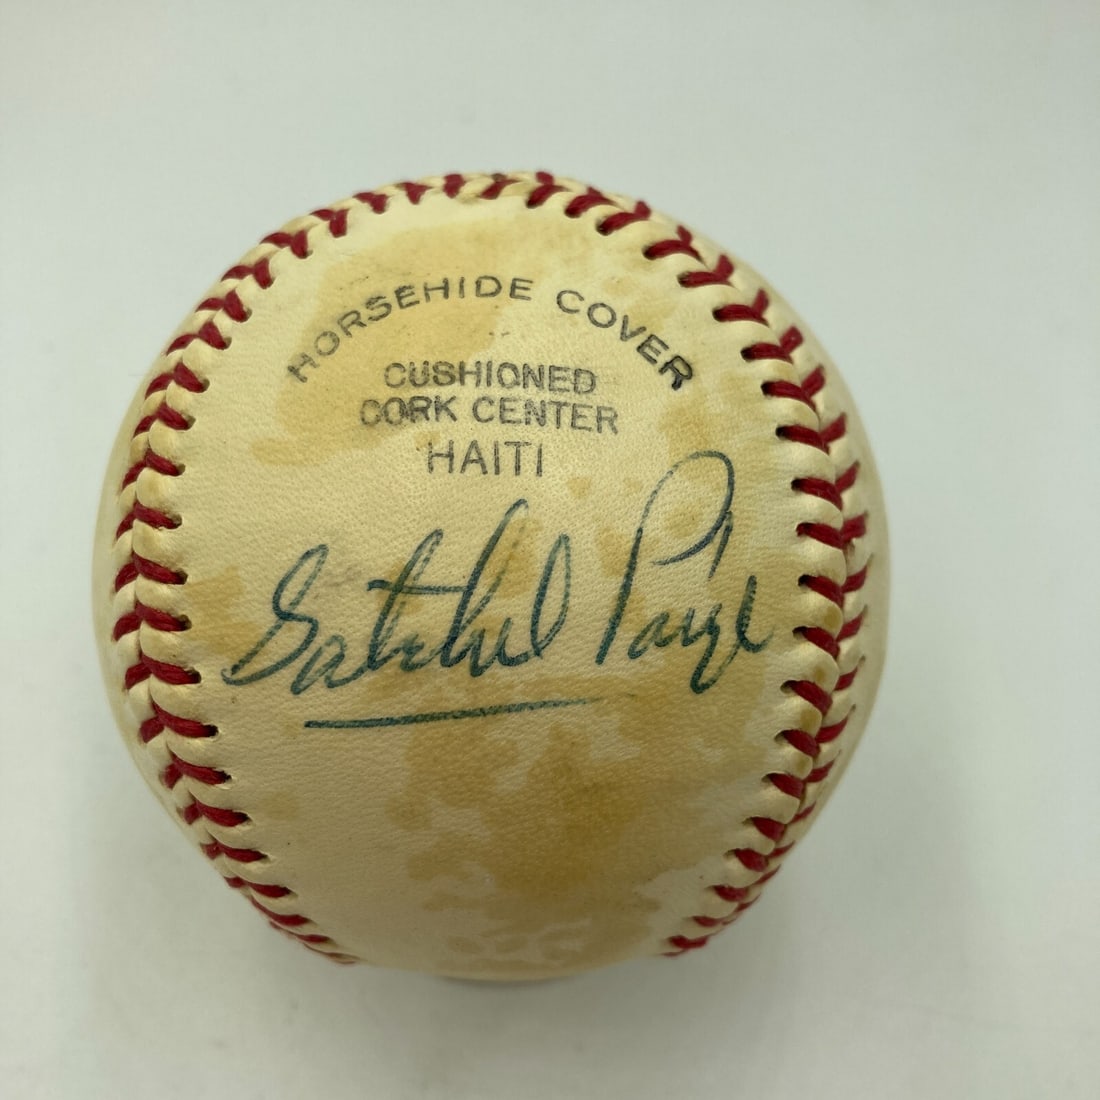 HORSEHIDE COVER
CUSHIONED
CORK CENTER
HAITI
Satchel Paige